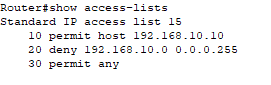 Router#show access-lists
Standard IP access list 15
10 permit host 192.168.10.10
20 deny 192.168.10.0 0.0.0.255
30 permit any